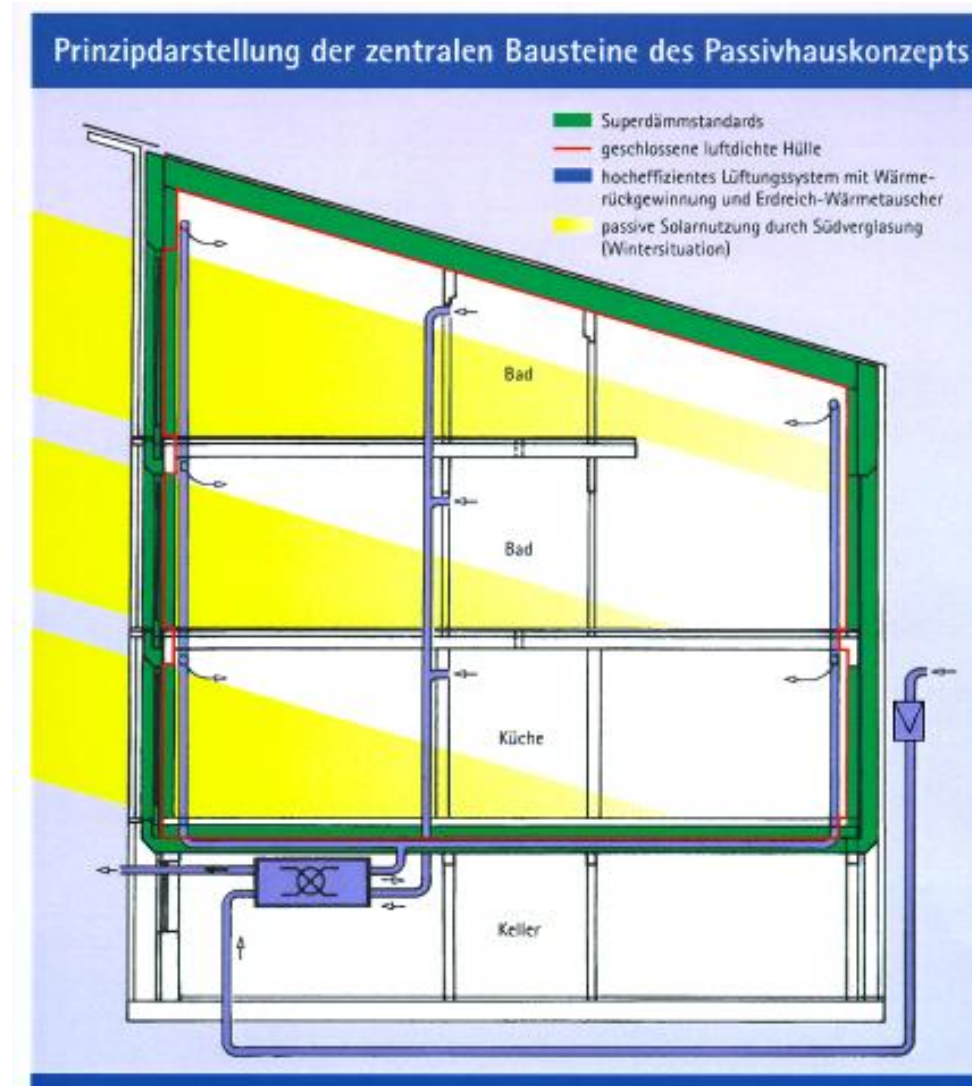 Prinzipdarstellung der zentralen Bausteine des Passivhauskonzepts
Superdämmstandards
geschlossene luftdichte Hülle
hocheffizientes Lüftungssystem mit Wärme-
rückgewinnung und Erdreich-Wärmetauscher
passive Solarnutzung durch Südverglasung
(Wintersituation)
Bad
Bad
Küche
Keller